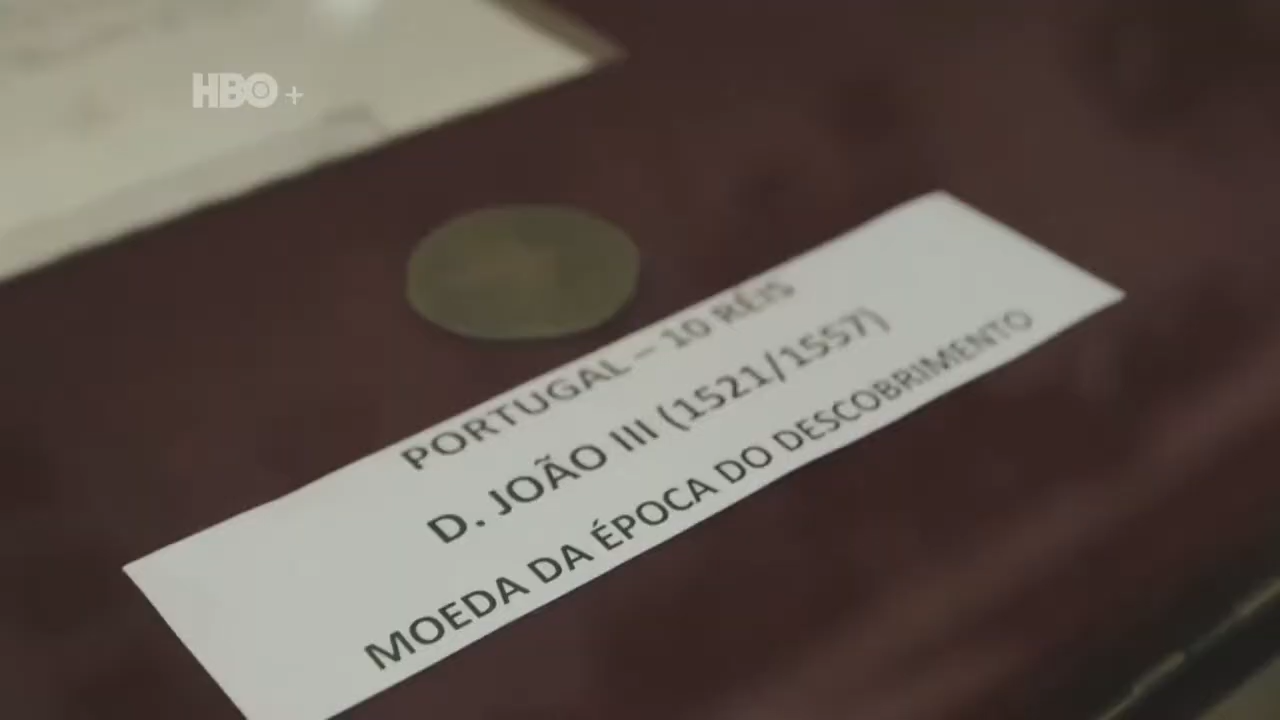 HBO+
PORTUGAL – 10 RÉIS
D. JOÃO III (1521/1557)
MOEDA DA ÉPOCA DO DESCOBRIMENTO